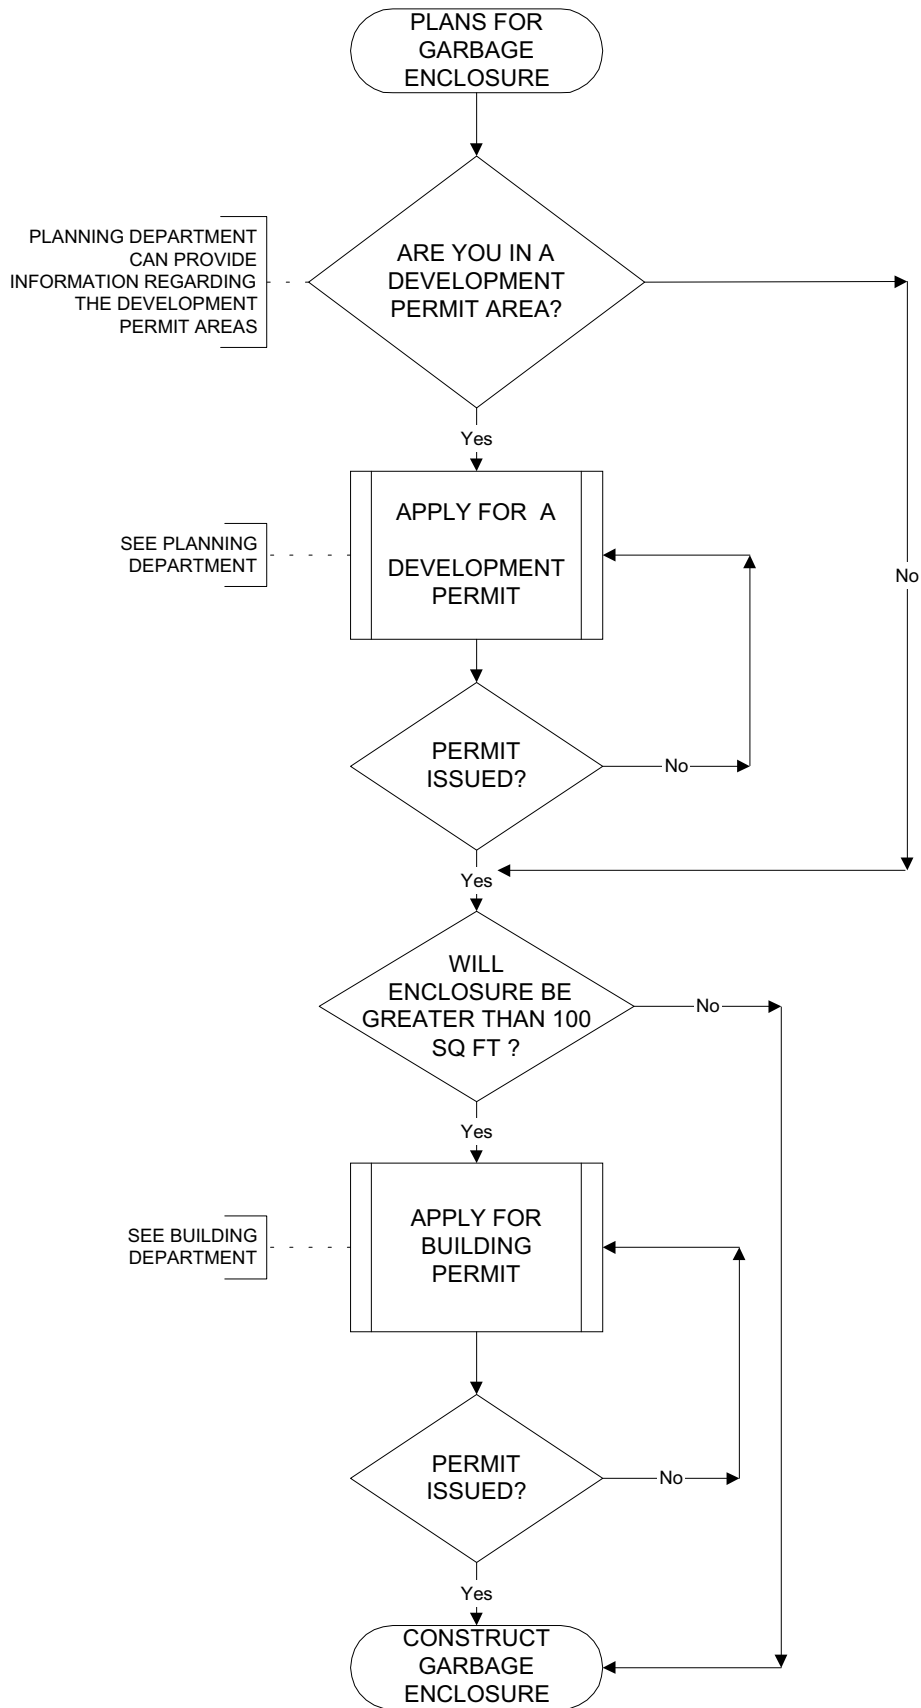 PLANS FOR
GARBAGE
ENCLOSURE
PLANNING DEPARTMENT
CAN PROVIDE
INFORMATION REGARDING
THE DEVELOPMENT
PERMIT AREAS
ARE YOU IN A
DEVELOPMENT
PERMIT AREA?
Yes
No
SEE PLANNING
DEPARTMENT
APPLY FOR A
DEVELOPMENT
PERMIT
PERMIT
ISSUED?
No
Yes
WILL
ENCLOSURE BE
GREATER THAN 100
SQ FT ?
No
Yes
SEE BUILDING
DEPARTMENT
APPLY FOR
BUILDING
PERMIT
PERMIT
ISSUED?
No
Yes
CONSTRUCT
GARBAGE
ENCLOSURE